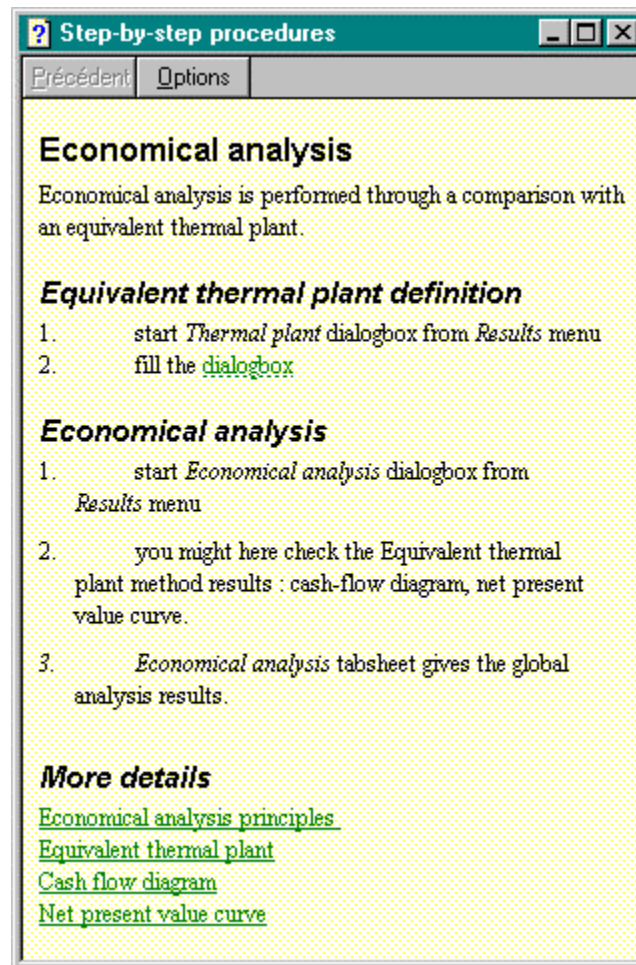 Step-by-step procedures
Précédent Options
Economical analysis
Economical analysis is performed through a comparison with
an equivalent thermal plant.
Equivalent thermal plant definition
1. start Thermal plant dialogbox from Results menu
2. fill the dialogbox
Economical analysis
1. start Economical analysis dialogbox from
Results menu
2. you might here check the Equivalent thermal
plant method results : cash-flow diagram, net present
value curve.
3. Economical analysis tabsheet gives the global
analysis results.
More details
Economical analysis principles
Equivalent thermal plant
Cash flow diagram
Net present value curve